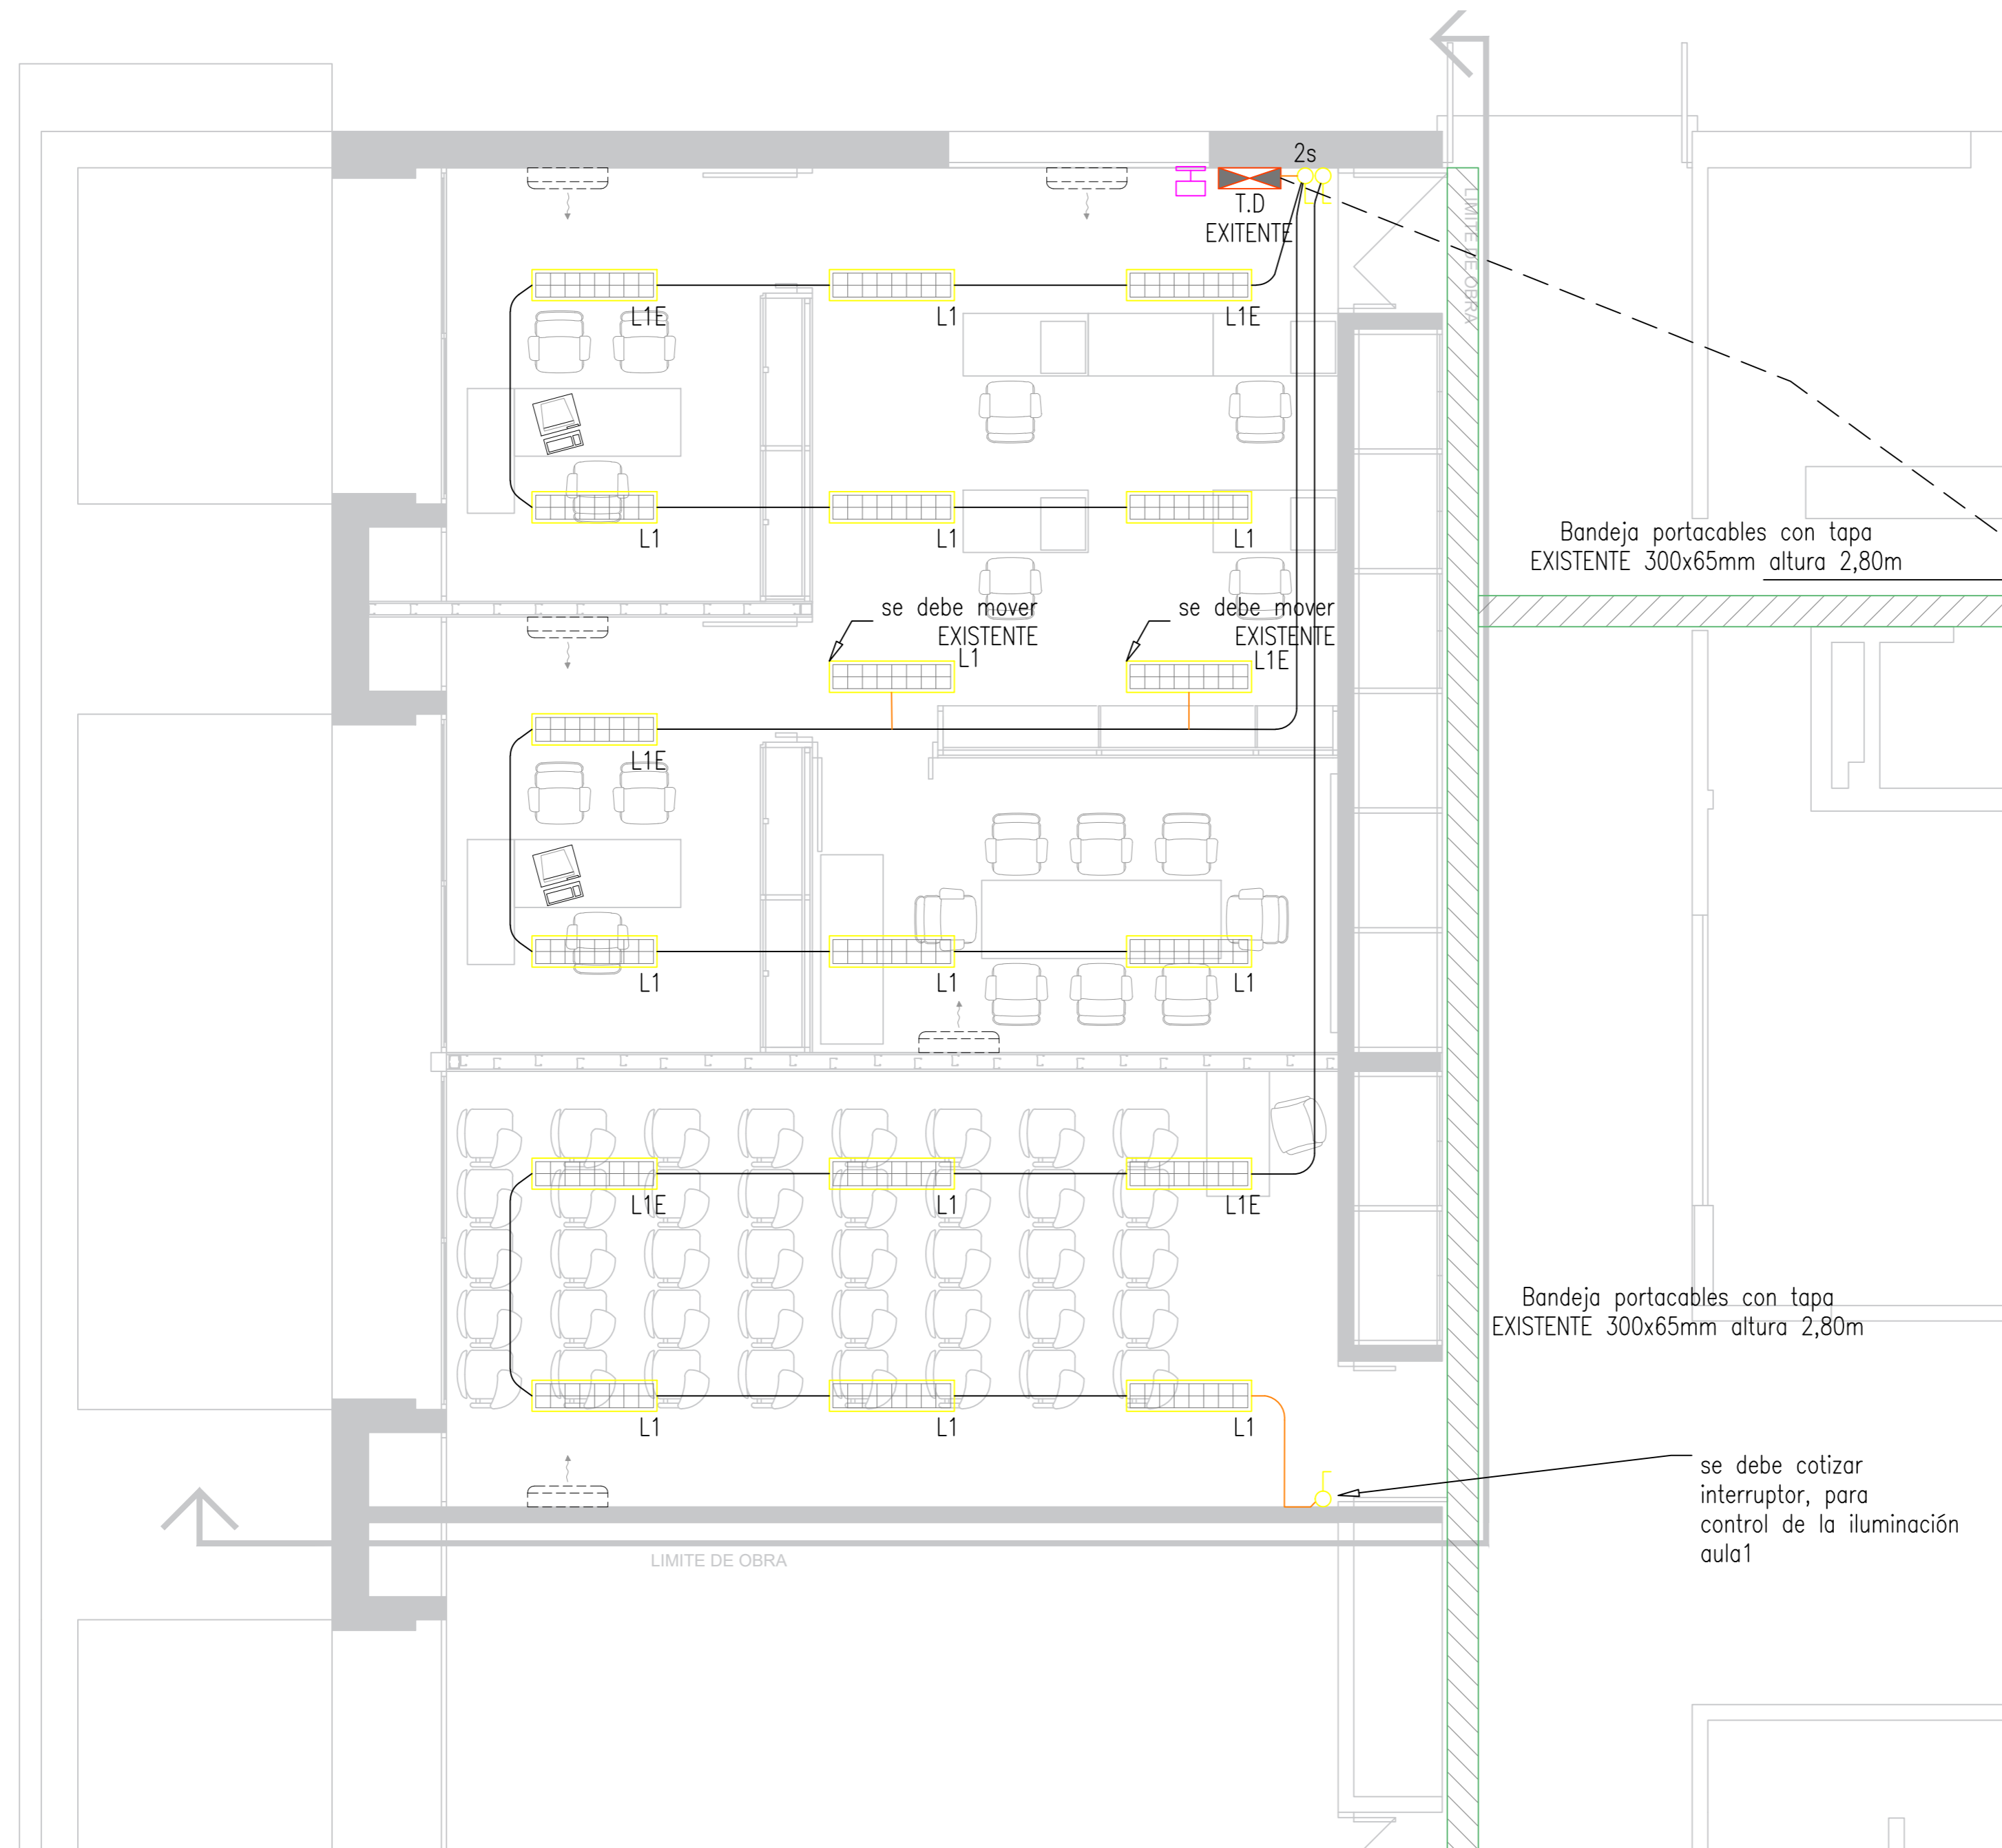 2s
T.D
EXITENTE
LIMITE DE OBRA
L1E
L1
L1E
L1
L1
L1
Bandeja portacables con tapa
EXISTENTE 300x65mm altura 2,80m
se debe mover
EXISTENTE
L1
se debe mover
EXISTENTE
L1E
L1E
L1
L1
L1
L1E
L1
L1E
Bandeja portacables con tapa
EXISTENTE 300x65mm altura 2,80m
L1
L1
L1
se debe cotizar
interruptor, para
control de la iluminación
aula1
LIMITE DE OBRA